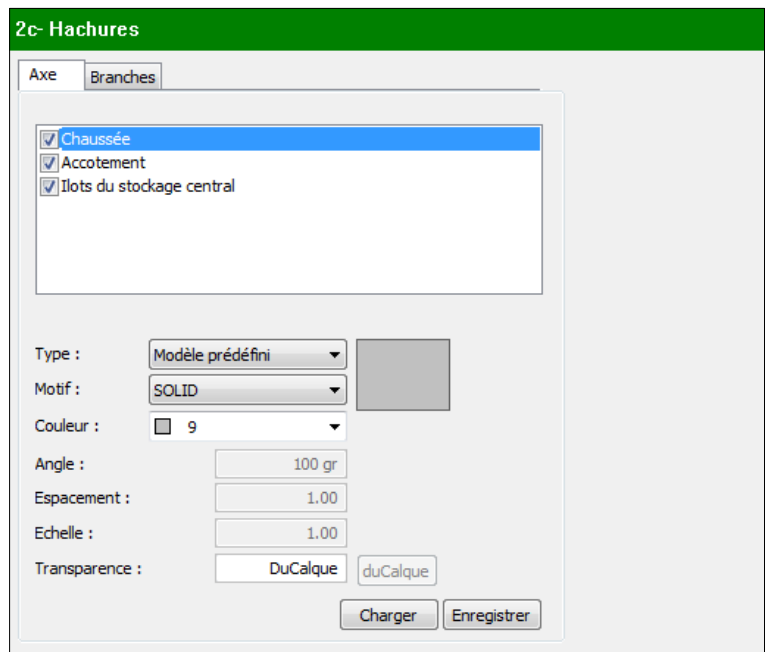 2c- Hachures
Axe Branches
Chaussée
Accotement
Ilots du stockage central
Type : Modèle prédéfini
Motif : SOLID
Couleur : 9
Angle : 100 gr
Espacement : 1.00
Echelle : 1.00
Transparence : DuCalque duCalque
Charger Enregistrer